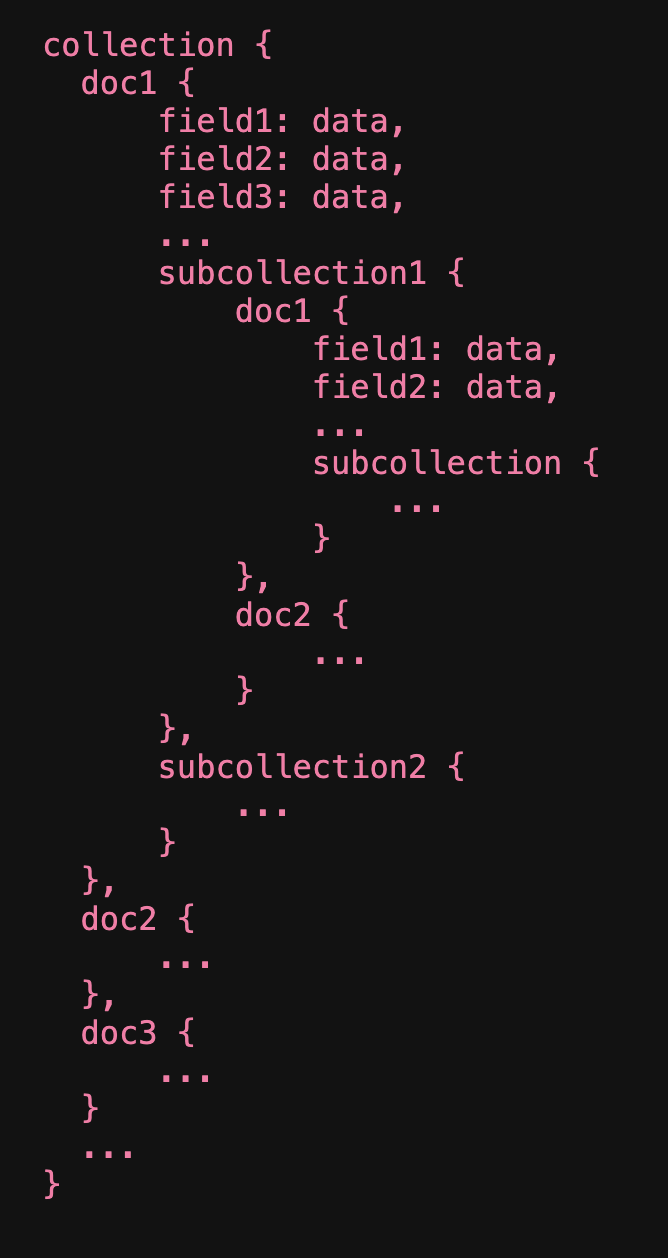 collection {
  doc1 {
      field1: data,
      field2: data,
      field3: data,
      ...
      subcollection1 {
          doc1 {
              field1: data,
              field2: data,
              ...
              subcollection {
                  ...
              }
          },
          doc2 {
              ...
          }
      },
      subcollection2 {
          ...
      }
  },
  doc2 {
      ...
  },
  doc3 {
      ...
  }
  ...
}